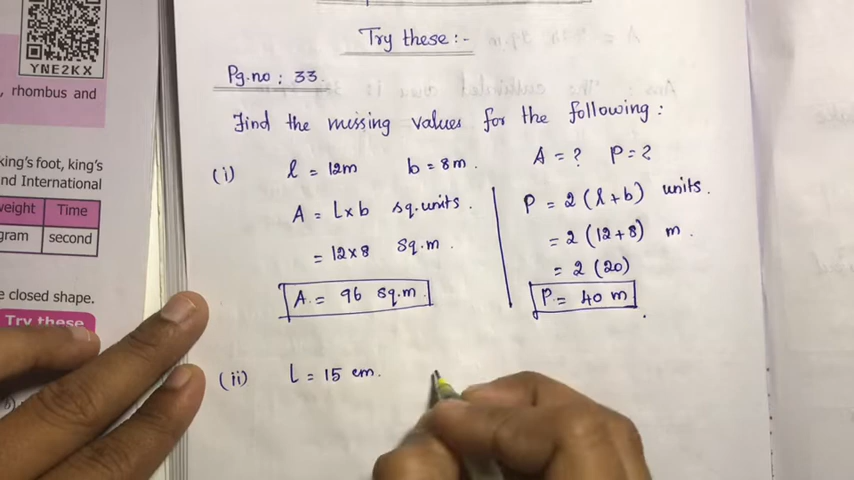 YNE2KX
, rhombus and
king's foot, king's
nd International
weight Time
gram second
e closed shape.
Try these
Try these :-
Pg.no : 33.
Find the missing values for the following :
(i) l = 12m b = 8m . A = ? P = ?
A = L x b sq.units .
= 12 x 8 Sq.m .
A = 96 Sq.m
P = 2 ( l + b ) units .
= 2 ( 12 + 8 ) m .
= 2 ( 20 )
P = 40 m .
(ii) L = 15 cm .